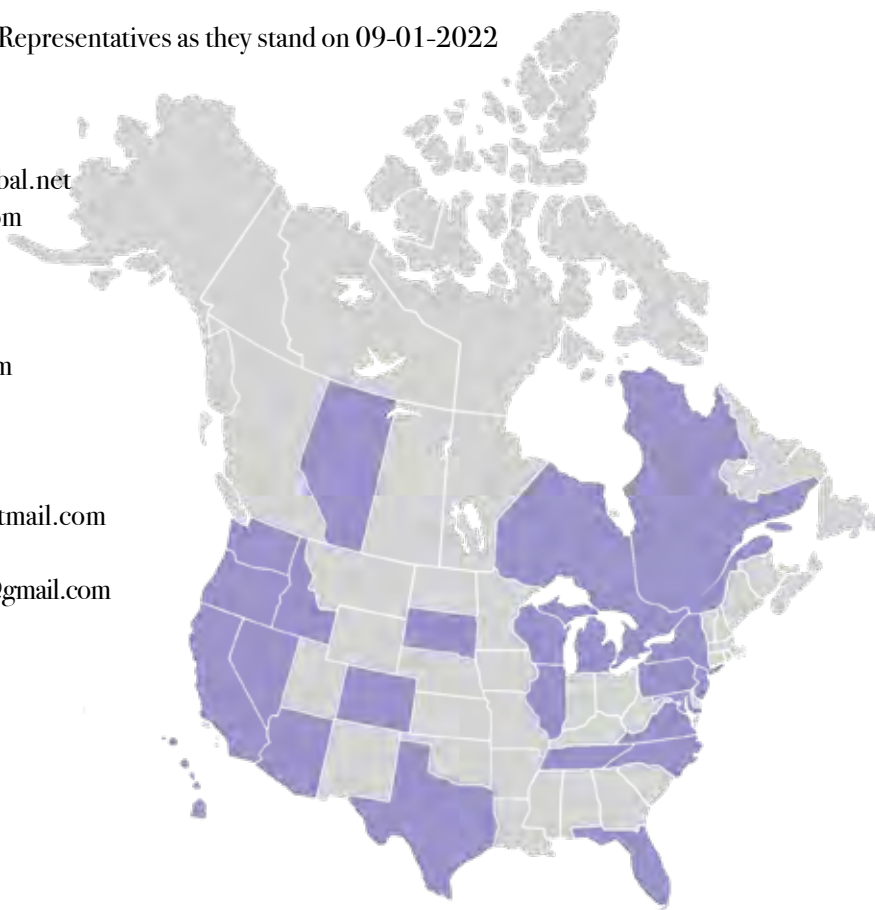 Representatives as they stand on 09-01-2022
bal.net
om
m
tmail.com
@gmail.com